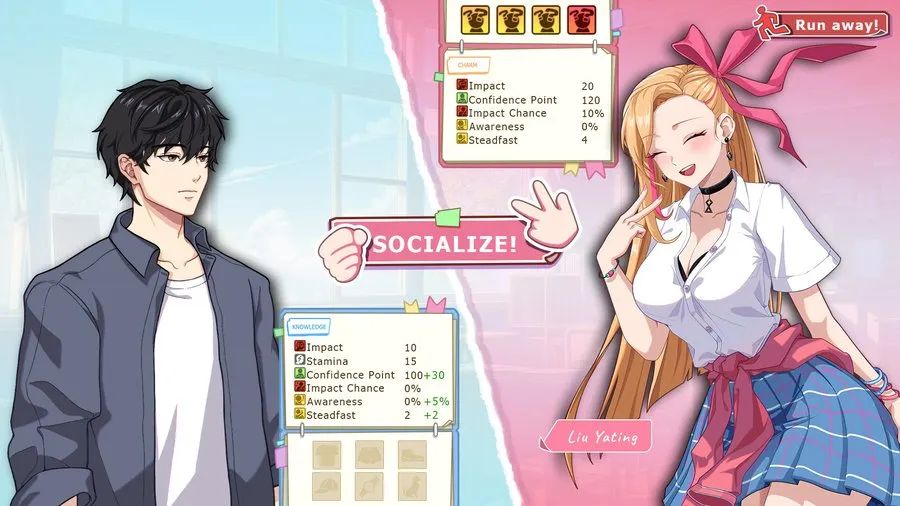 Run away!
CHARM
Impact 20
Confidence Point 120
Impact Chance 10%
Awareness 0%
Steadfast 4
SOCIALIZE!
KNOWLEDGE
Impact 10
Stamina 15
Confidence Point 100+30
Impact Chance 0%
Awareness 0% +5%
Steadfast 2 +2
Liu Yating